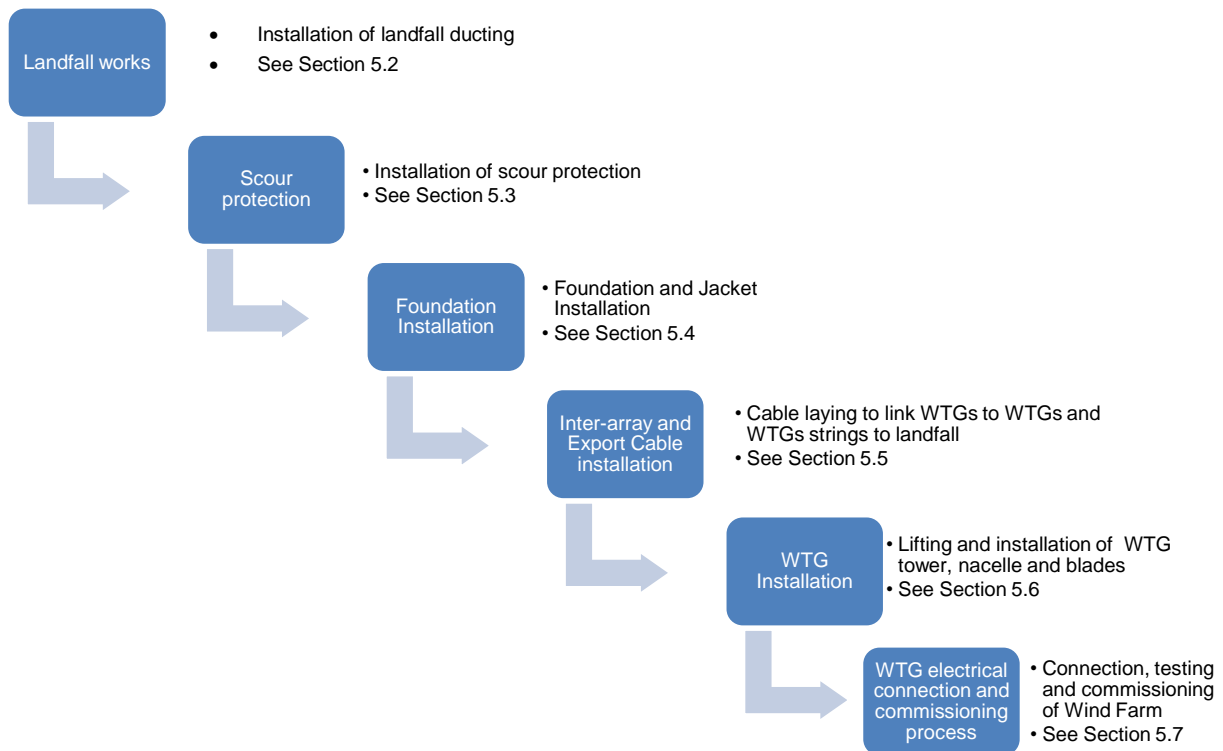 Landfall works
• Installation of landfall ducting
• See Section 5.2
Scour
protection
• Installation of scour protection
• See Section 5.3
Foundation
Installation
• Foundation and Jacket
Installation
• See Section 5.4
Inter-array and
Export Cable
installation
• Cable laying to link WTGs to WTGs and
WTGs strings to landfall
• See Section 5.5
WTG
Installation
• Lifting and installation of WTG
tower, nacelle and blades
• See Section 5.6
WTG electrical
connection and
commissioning
process
• Connection, testing
and commissioning
of Wind Farm
• See Section 5.7